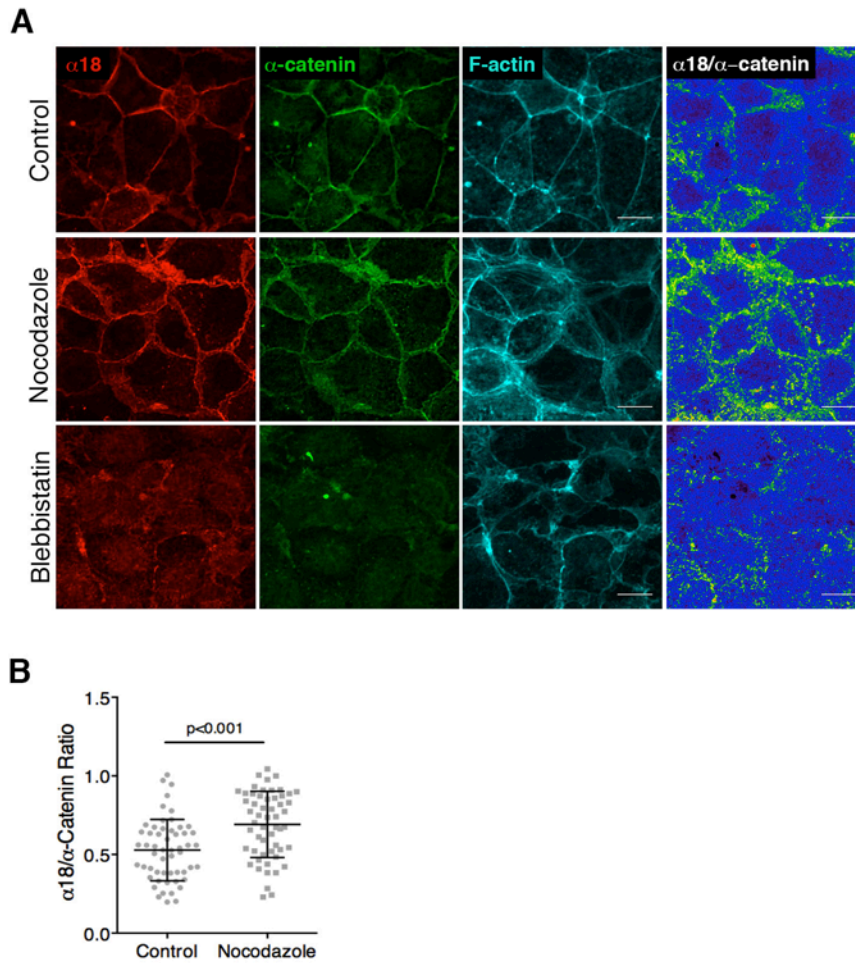 A
α18 α-catenin F-actin α18/α–catenin
Control
Nocodazole
Blebbistatin
B
p<0.001
1.5
1.0
0.5
0.0
α18/α-Catenin Ratio
Control Nocodazole